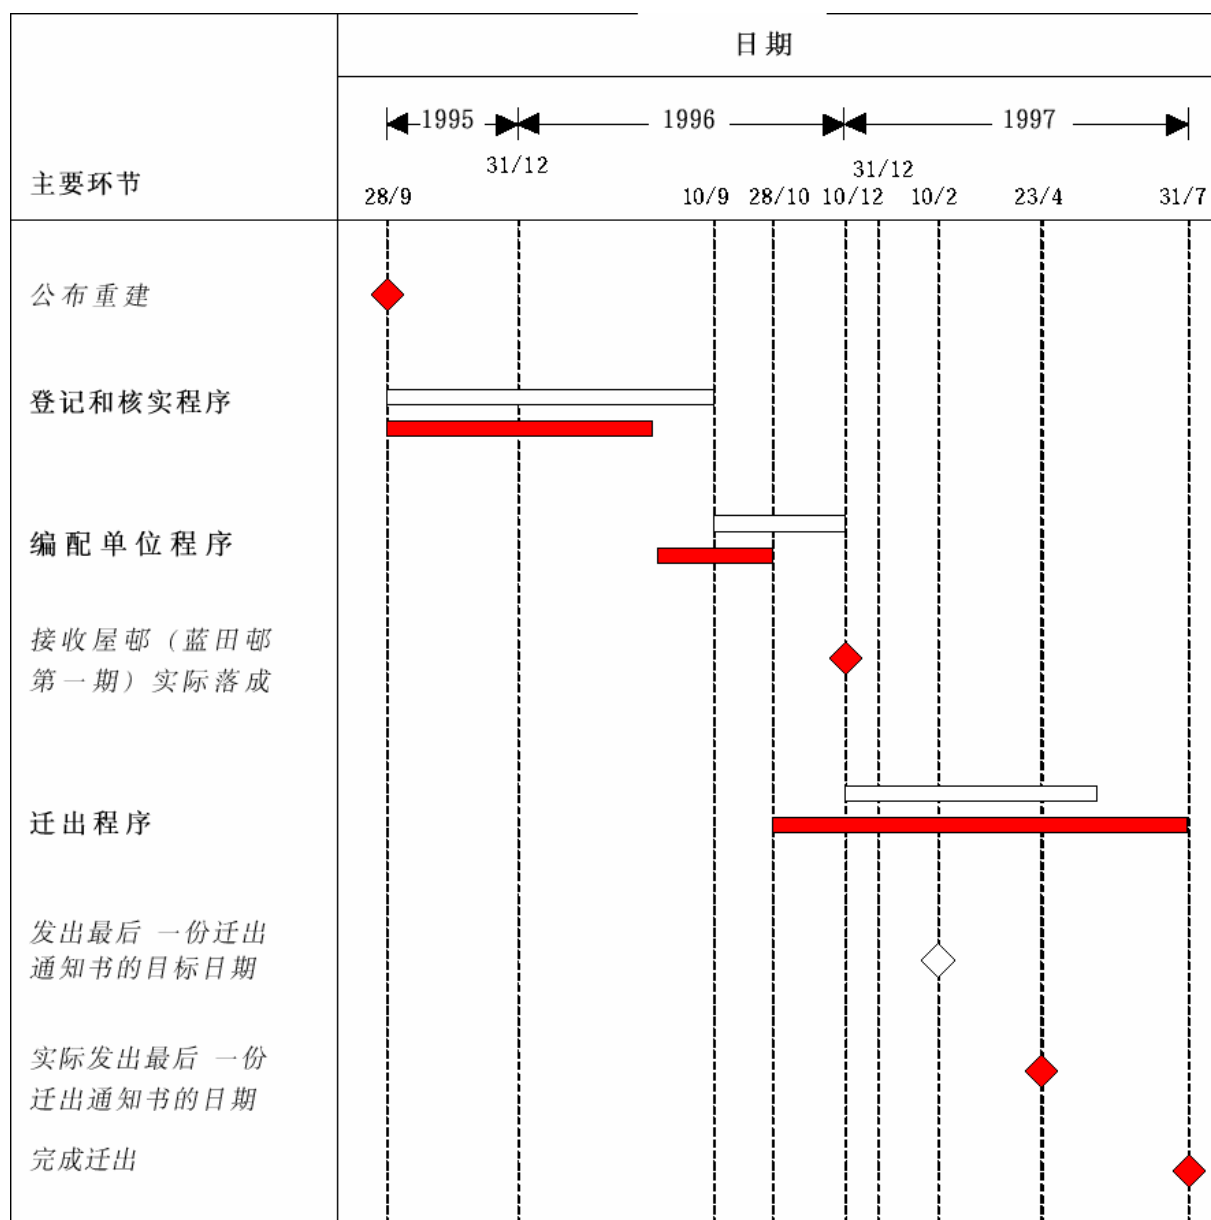 日期
1995 1996 1997
31/12 31/12
主要环节
28/9 10/9 28/10 10/12 10/2 23/4 31/7
公布重建
登记和核实程序
编配单位程序
接收屋邨（蓝田邨
第一期）实际落成
迁出程序
发出最后 一份迁出
通知书的目标日期
实际发出最后 一份
迁出通知书的日期
完成迁出